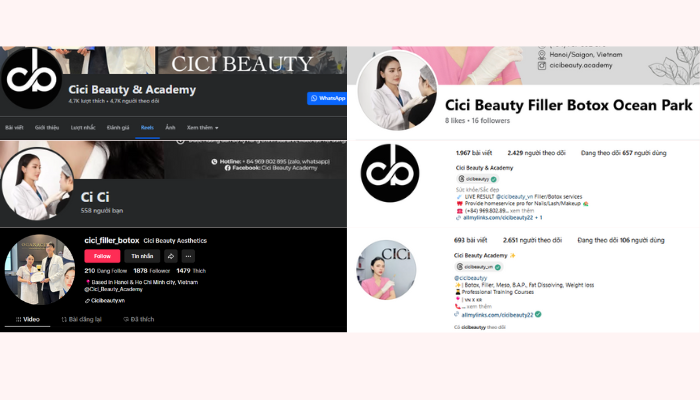 CICI BEAUTY
Cici Beauty & Academy
4,7K lượt thích • 4,7K người theo dõi
WhatsApp
Bài viết Giới thiệu Lượt nhắc Đánh giá Reels Ảnh Xem thêm
Hotline: + 84 969 802 895 (zalo, whatsapp)
Facebook: Cici Beauty Academy
Ci Ci
558 người bạn
cici_filler_botox Cici Beauty Aesthetics
Follow Tin nhắn
210 Đang Follow 1878 Follower 1479 Thích
Based in Hanoi & Ho Chi Minh city, Vietnam
@Cici_Beauty_Academy
Cicibeauty.vn
Video Bài đăng lại Đã thích
Hanoi/Saigon, Vietnam
cicibeauty.academy
Cici Beauty Filler Botox Ocean Park
8 likes • 16 followers
1.967 bài viết 2.429 người theo dõi Đang theo dõi 657 người dùng
Cici Beauty & Academy
cicibeautyy
Sức khỏe/Sắc đẹp
LIVE RESULT @cicibeauty_vn Filler/Botox services
Provide homeservice pro for Nails/Lash/Makeup
(+84) 969.802.89... xem thêm
allmylinks.com/cicibeauty22 + 1
693 bài viết 2.651 người theo dõi Đang theo dõi 106 người dùng
CICI
Cici Beauty Academy
cicibeauty_vn
@cicibeautyy
( Botox, Filler, Meso, B.A.P., Fat Dissolving, Weight loss
Professional Training Courses
( VN X KR
... xem thêm
allmylinks.com/cicibeauty22
Có cicibeautyy theo dõi